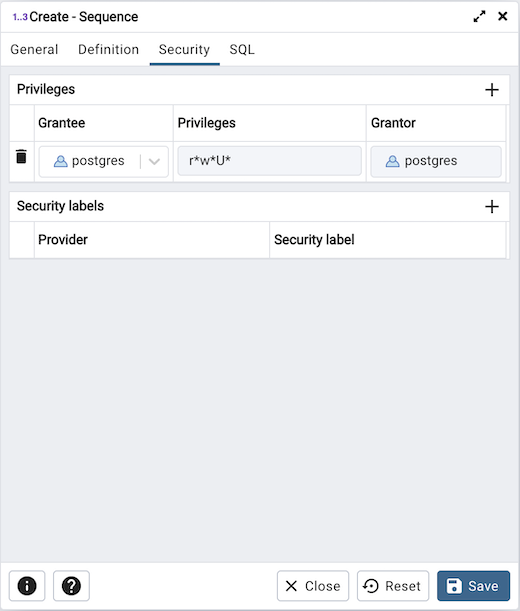 1..3 Create - Sequence
General Definition Security SQL
Privileges
Grantee Privileges Grantor
postgres r*w*U* postgres
Security labels
Provider Security label
Close Reset Save